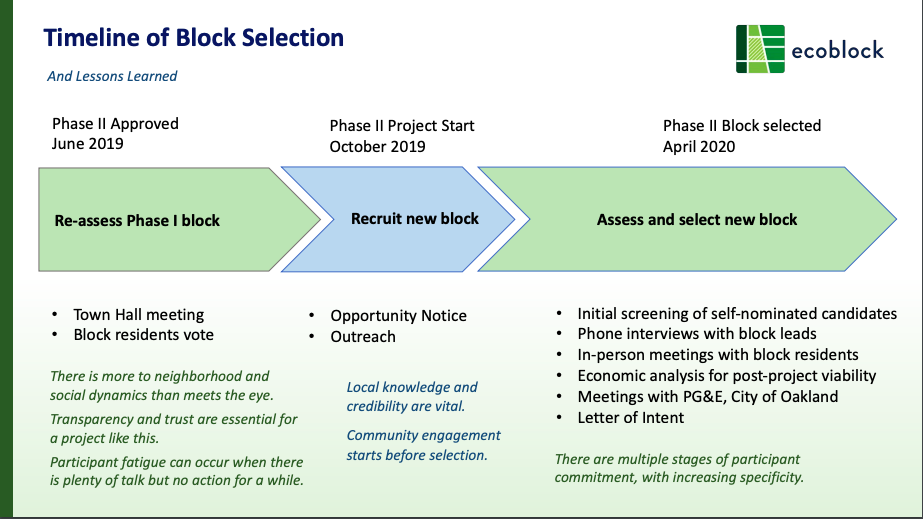 Timeline of Block Selection
And Lessons Learned
ecoblock
Phase II Approved
June 2019
Phase II Project Start
October 2019
Phase II Block selected
April 2020
Re-assess Phase I block
Recruit new block
Assess and select new block
• Town Hall meeting
• Block residents vote
There is more to neighborhood and
social dynamics than meets the eye.
Transparency and trust are essential for
a project like this.
Participant fatigue can occur when there
is plenty of talk but no action for a while.
• Opportunity Notice
• Outreach
Local knowledge and
credibility are vital.
Community engagement
starts before selection.
• Initial screening of self-nominated candidates
• Phone interviews with block leads
• In-person meetings with block residents
• Economic analysis for post-project viability
• Meetings with PG&E, City of Oakland
• Letter of Intent
There are multiple stages of participant
commitment, with increasing specificity.